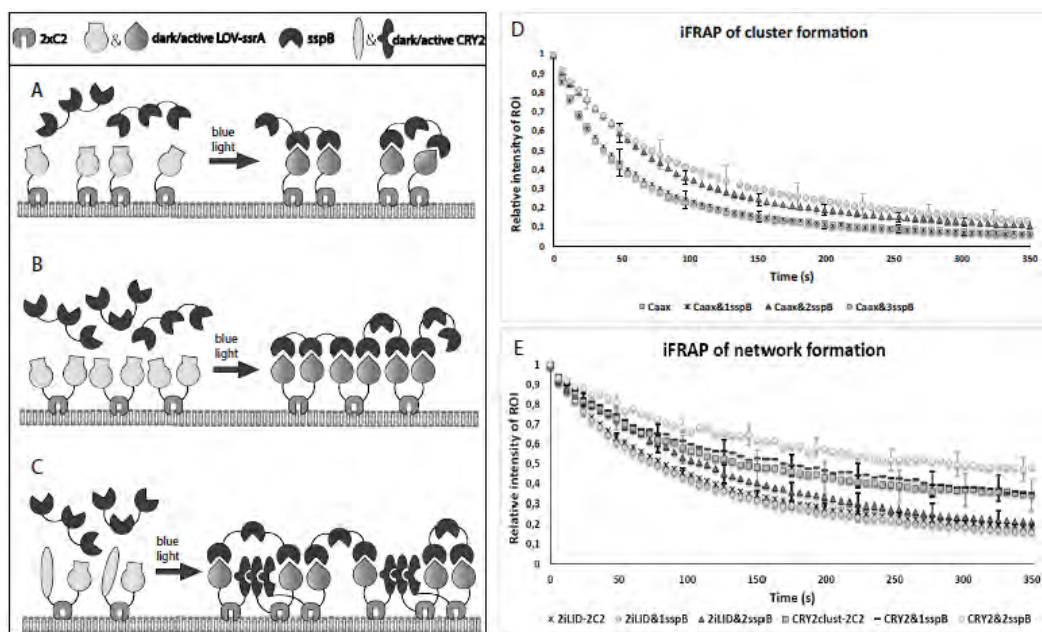 2xC2 & dark/active LOV-ssrA sspB & dark/active CRY2
A
blue
light
B
blue
light
C
blue
light
D
iFRAP of cluster formation
Relative intensity of ROI
1
0,9
0,8
0,7
0,6
0,5
0,4
0,3
0,2
0,1
0
0 50 100 150 200 250 300 350
Time (s)
Caax Caax&1sspB Caax&2sspB Caax&3sspB
E
iFRAP of network formation
Relative intensity of ROI
1
0,9
0,8
0,7
0,6
0,5
0,4
0,3
0,2
0,1
0
0 50 100 150 200 250 300 350
Time (s)
2iLID-2C2 2iLID&1sspB 2iLID&2sspB CRY2clust-2C2 CRY2&1sspB CRY2&2sspB